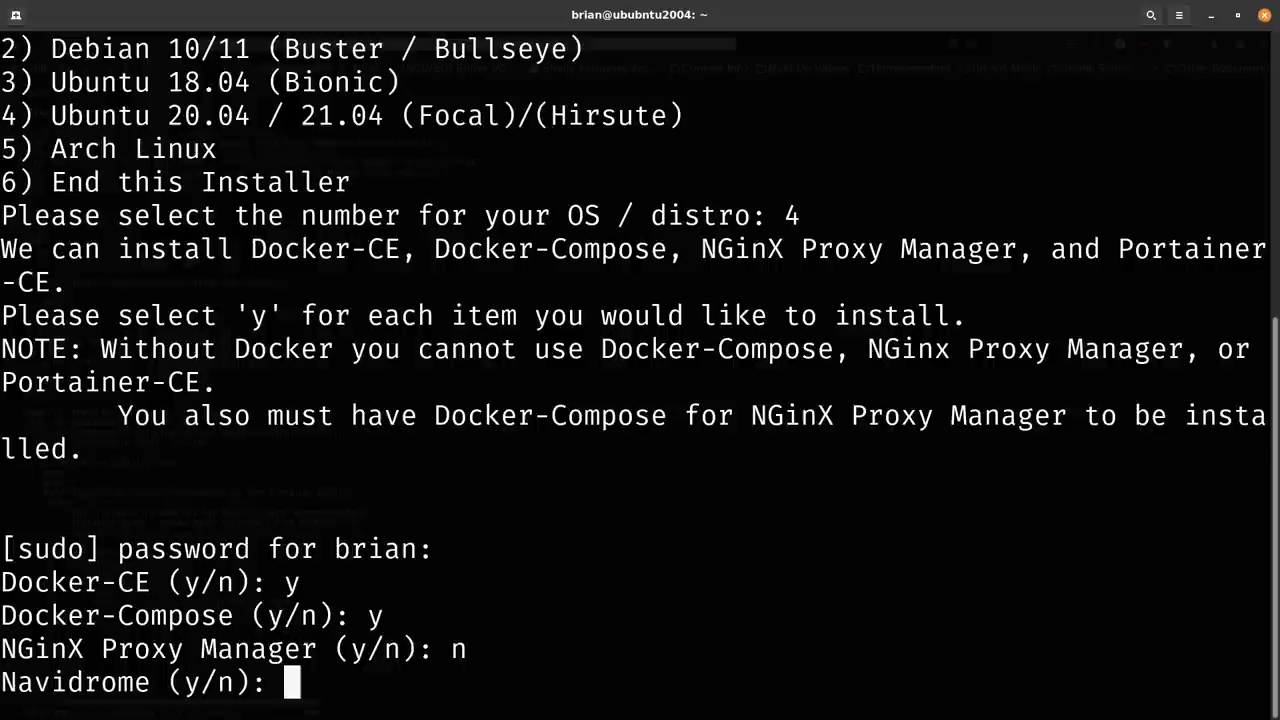 brian@ububntu2004: ~
2) Debian 10/11 (Buster / Bullseye)
3) Ubuntu 18.04 (Bionic)
4) Ubuntu 20.04 / 21.04 (Focal)/(Hirsute)
5) Arch Linux
6) End this Installer
Please select the number for your OS / distro: 4
We can install Docker-CE, Docker-Compose, NGinX Proxy Manager, and Portainer
-CE.
Please select 'y' for each item you would like to install.
NOTE: Without Docker you cannot use Docker-Compose, NGinx Proxy Manager, or
Portainer-CE.
You also must have Docker-Compose for NGinX Proxy Manager to be insta
lled.
[sudo] password for brian:
Docker-CE (y/n): y
Docker-Compose (y/n): y
NGinX Proxy Manager (y/n): n
Navidrome (y/n):